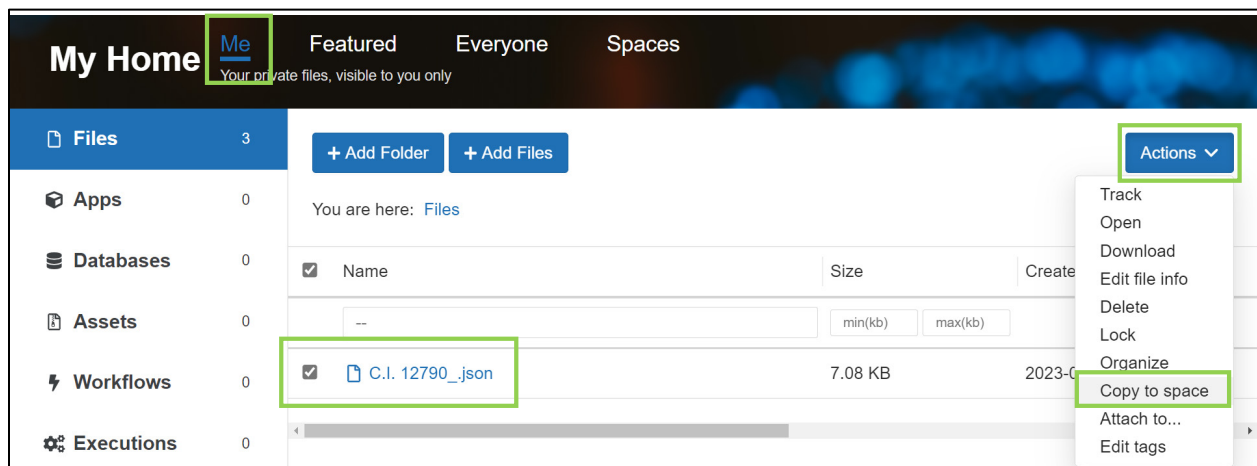 My Home
Me Featured Everyone Spaces
Your private files, visible to you only
Files 3
+ Add Folder + Add Files
Actions
Apps 0
You are here: Files
Track
Open
Download
Edit file info
Delete
Lock
Organize
Copy to space
Attach to...
Edit tags
Databases 0
Name Size Create
Assets 0
-- min(kb) max(kb)
Workflows 0
C.I. 12790_.json 7.08 KB 2023-0
Executions 0